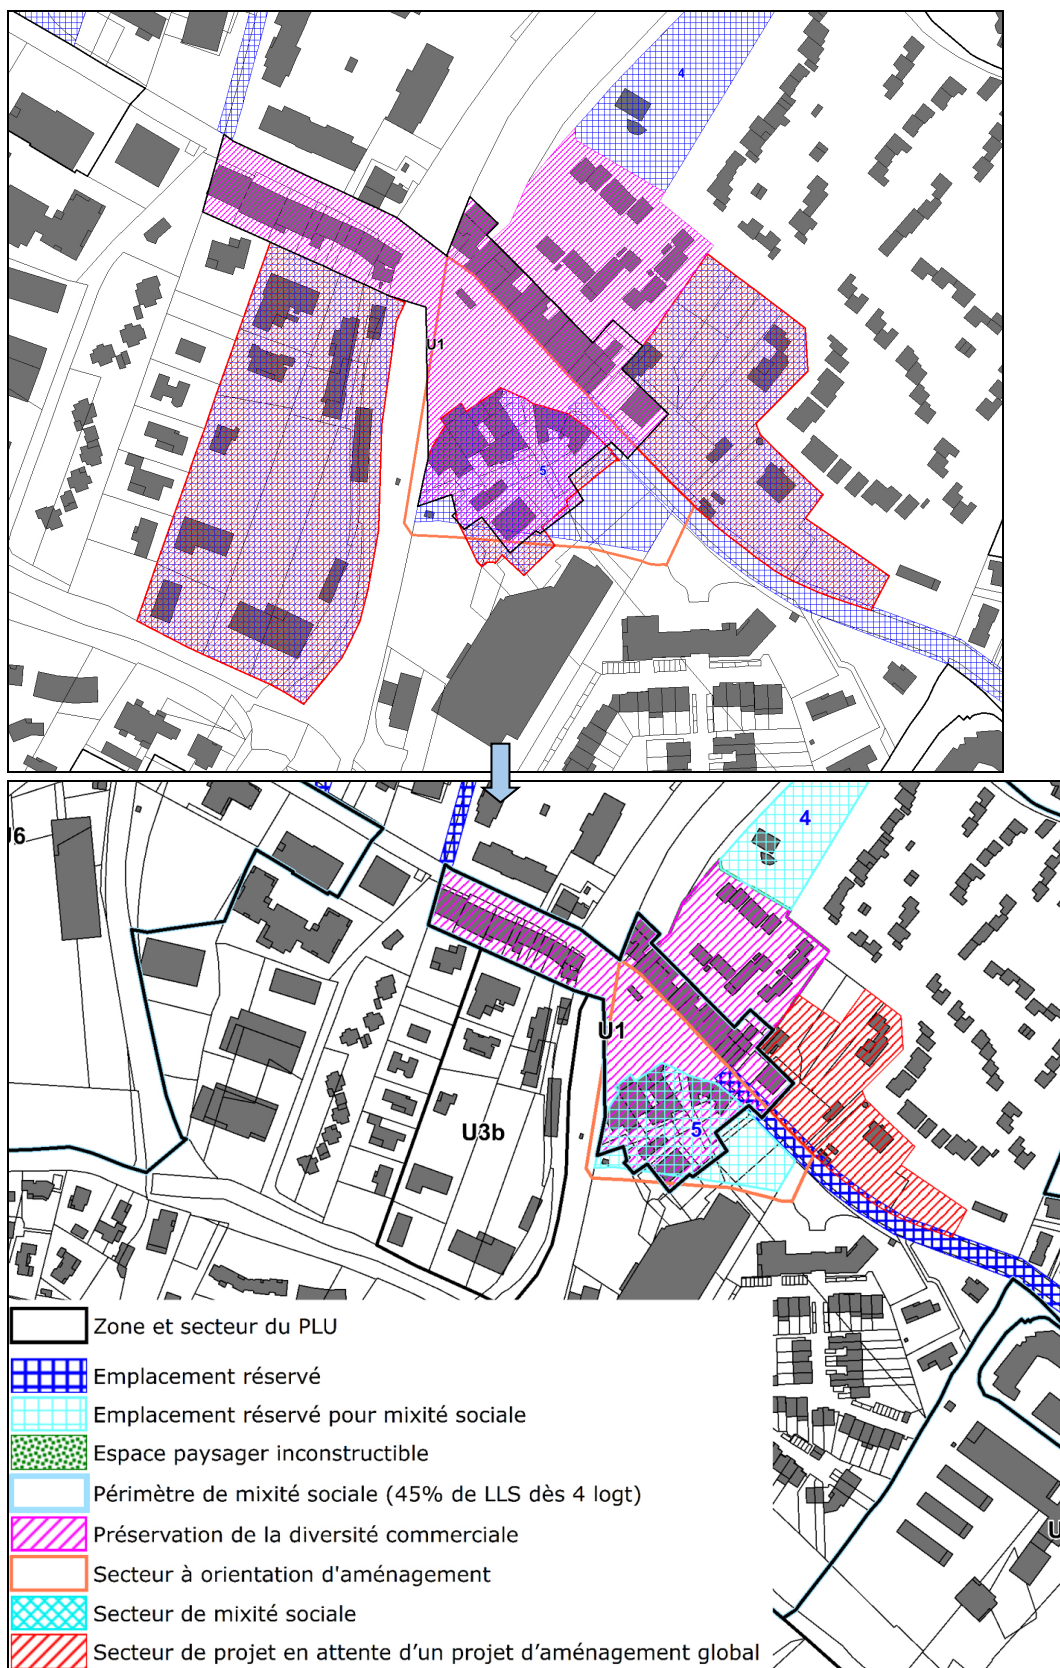 4
U1
5
4
U6
U1
U3b
5
Zone et secteur du PLU
Emplacement réservé
Emplacement réservé pour mixité sociale
Espace paysager inconstructible
Périmètre de mixité sociale (45% de LLS dès 4 logt)
Préservation de la diversité commerciale
Secteur à orientation d'aménagement
Secteur de mixité sociale
U
Secteur de projet en attente d’un projet d’aménagement global